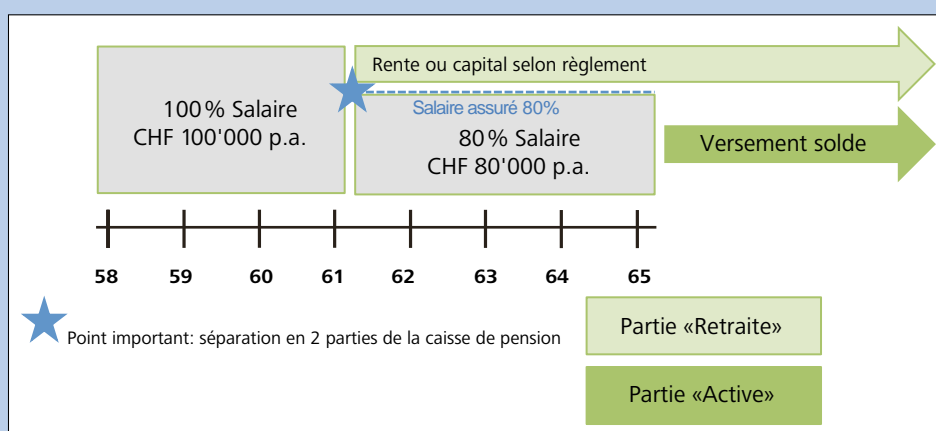 Rente ou capital selon règlement
100 % Salaire
CHF 100'000 p.a.
Salaire assuré 80%
80 % Salaire
CHF 80'000 p.a.
Versement solde
58 59 60 61 62 63 64 65
Point important: séparation en 2 parties de la caisse de pension
Partie «Retraite»
Partie «Active»